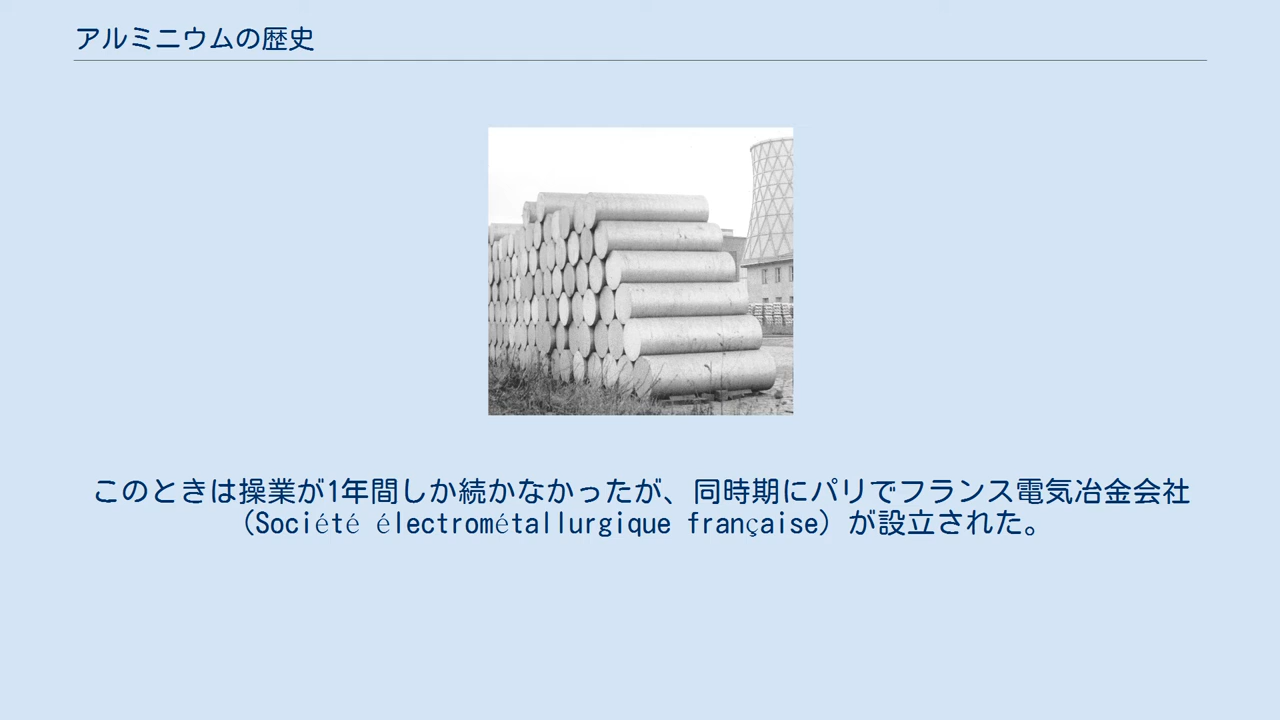 アルミニウムの歴史
このときは操業が1年間しか続かなかったが、同時期にパリでフランス電気冶金会社
（Société électrométallurgique française）が設立された。